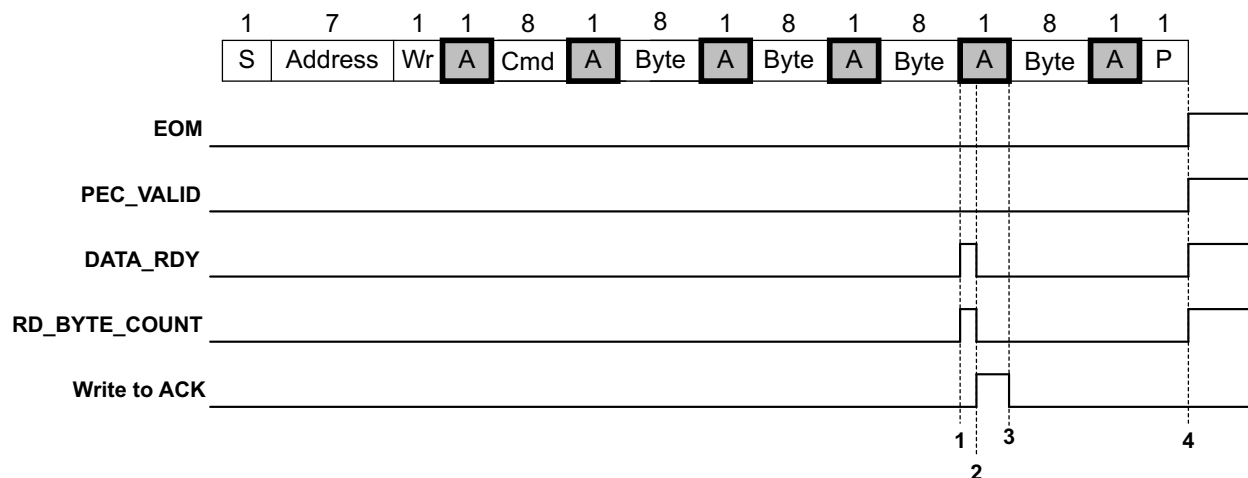 1 7 1 1 8 1 8 1 8 1 8 1 8 1 1
S Address Wr A Cmd A Byte A Byte A Byte A Byte A P
EOM
PEC_VALID
DATA_RDY
RD_BYTE_COUNT
Write to ACK
1 3 4
2